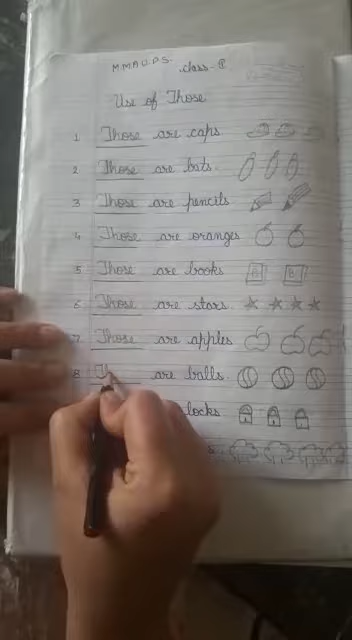 M.M.A.U.P.S. class-
Use of Those
1 Those are caps
2 Those are bats.
3 Those are pencils
4 Those are oranges
5 Those are books
B B
6 Those are stars.
7 Those are apples
8 are balls.
locks